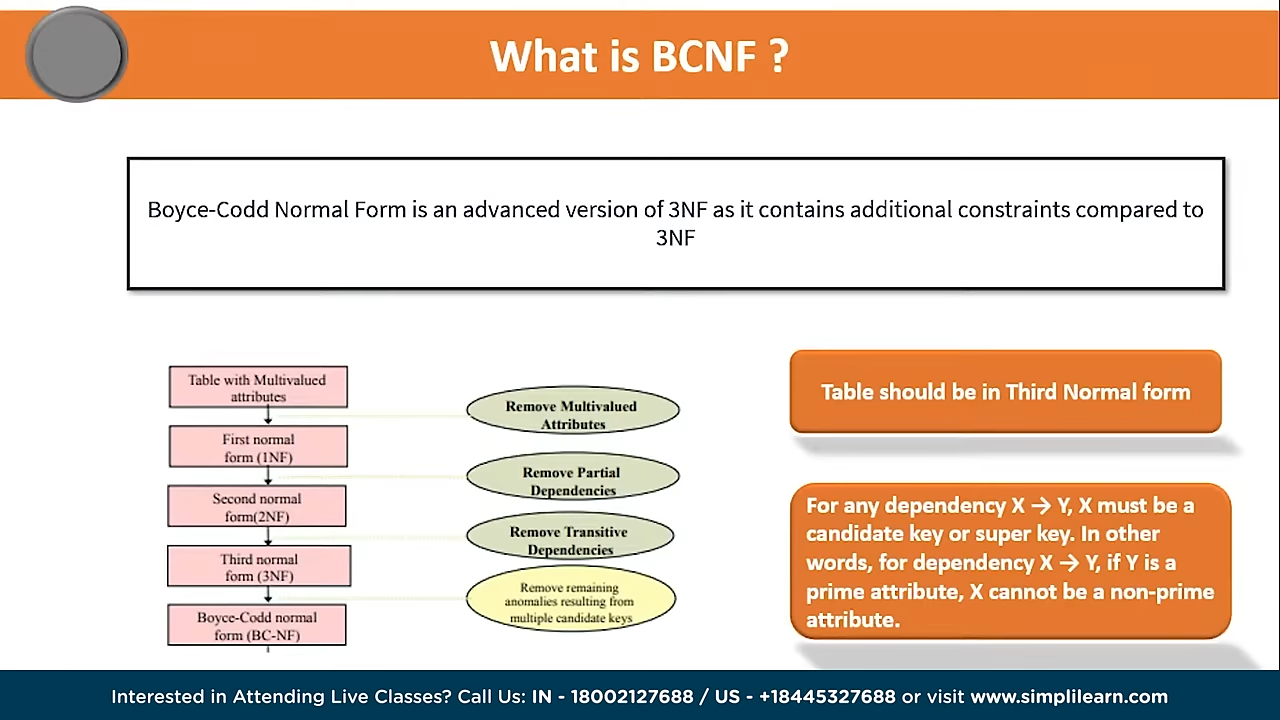 What is BCNF ?
Boyce-Codd Normal Form is an advanced version of 3NF as it contains additional constraints compared to
3NF
Table with Multivalued
attributes
First normal
form (1NF)
Second normal
form(2NF)
Third normal
form (3NF)
Boyce-Codd normal
form (BC-NF)
Remove Multivalued
Attributes
Remove Partial
Dependencies
Remove Transitive
Dependencies
Remove remaining
anomalies resulting from
multiple candidate keys
Table should be in Third Normal form
For any dependency X → Y, X must be a
candidate key or super key. In other
words, for dependency X → Y, if Y is a
prime attribute, X cannot be a non-prime
attribute.
Interested in Attending Live Classes? Call Us: IN - 18002127688 / US - +18445327688 or visit www.simplilearn.com